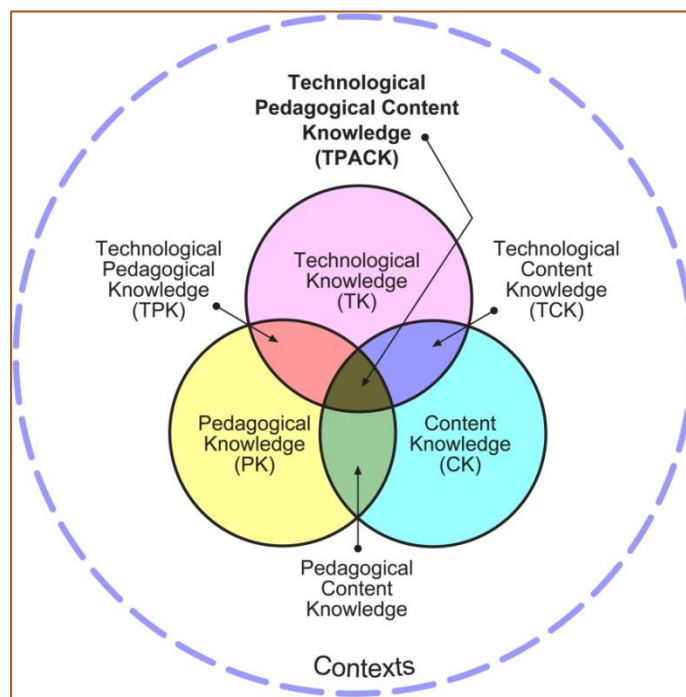 Technological
Pedagogical Content
Knowledge
(TPACK)
Technological
Pedagogical
Knowledge
(TPK)
Technological
Knowledge
(TK)
Technological
Content
Knowledge
(TCK)
Pedagogical
Knowledge
(PK)
Content
Knowledge
(CK)
Pedagogical
Content
Knowledge
Contexts